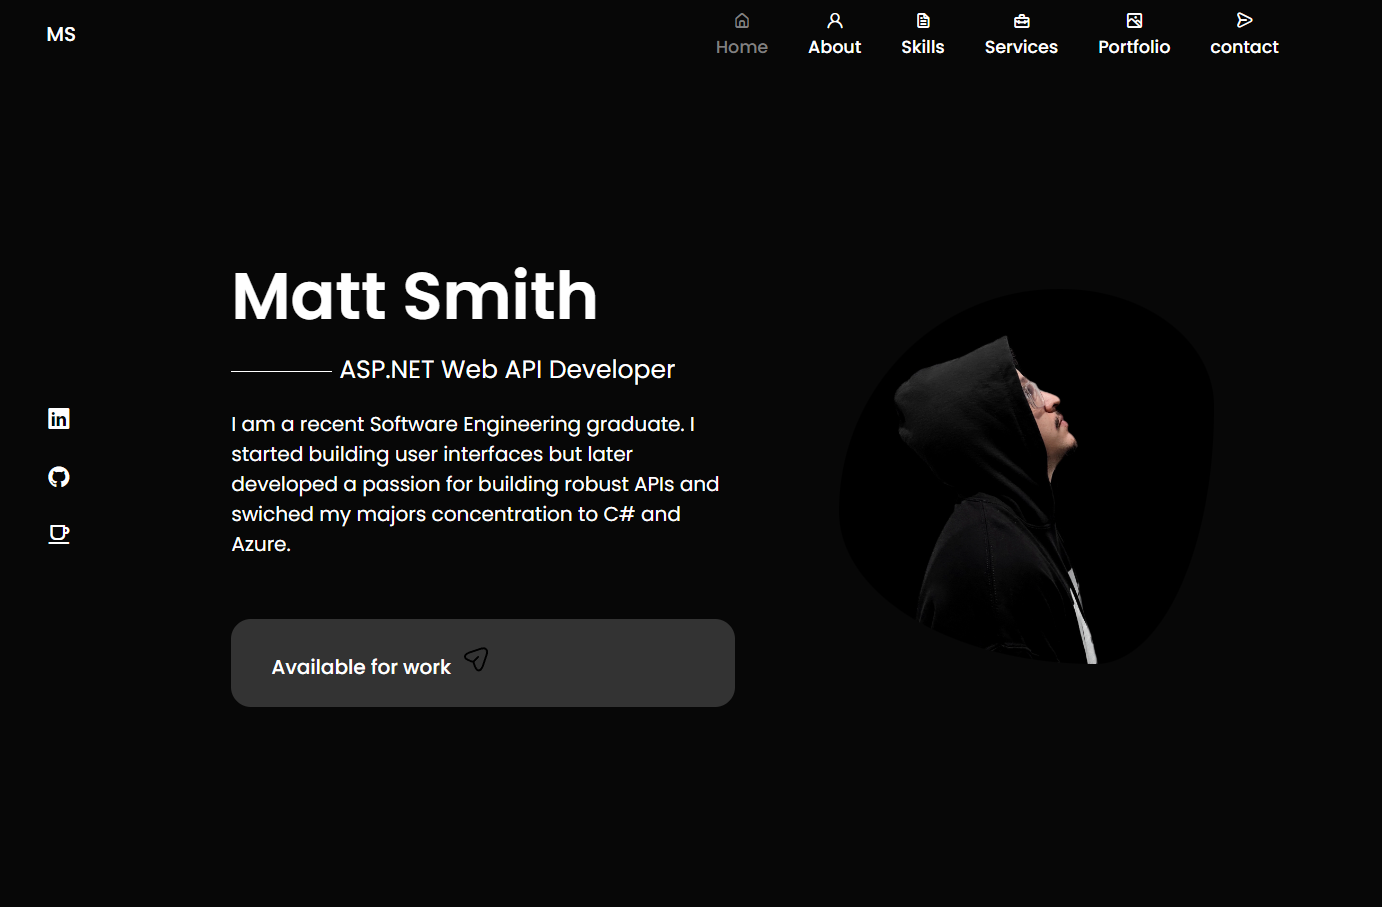 MS
Home About Skills Services Portfolio contact
Matt Smith
ASP.NET Web API Developer
I am a recent Software Engineering graduate. I
started building user interfaces but later
developed a passion for building robust APIs and
swiched my majors concentration to C# and
Azure.
in
Available for work